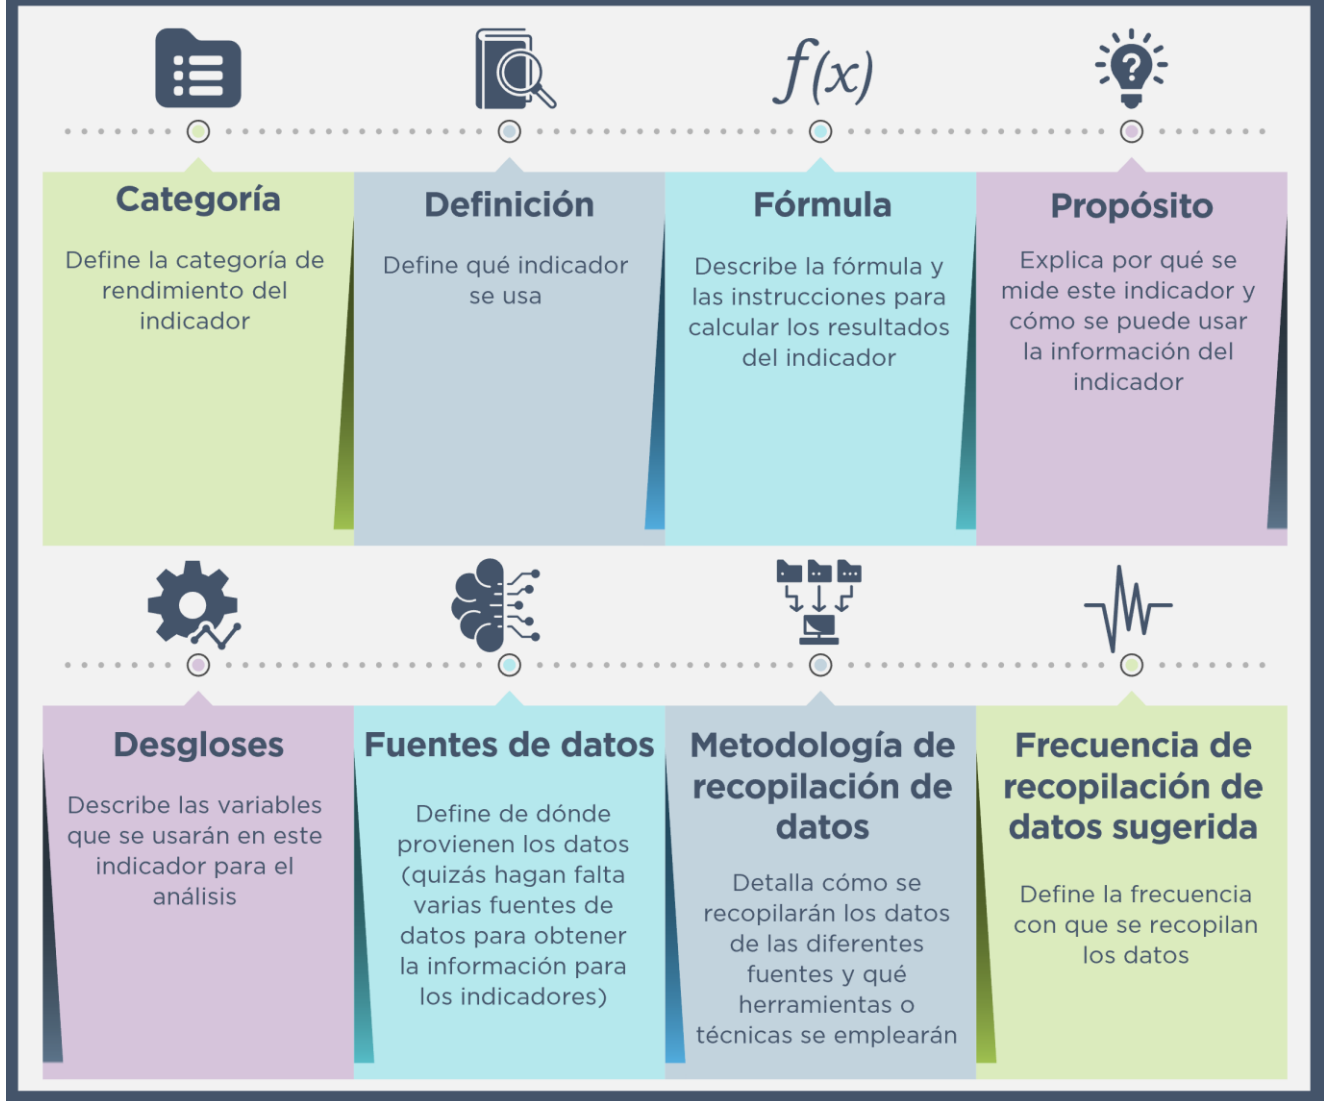 f(x)
?
Categoría
Define la categoría de
rendimiento del
indicador
Definición
Define qué indicador
se usa
Fórmula
Describe la fórmula y
las instrucciones para
calcular los resultados
del indicador
Propósito
Explica por qué se
mide este indicador y
cómo se puede usar
la información del
indicador
Desgloses
Describe las variables
que se usarán en este
indicador para el
análisis
Fuentes de datos
Define de dónde
provienen los datos
(quizás hagan falta
varias fuentes de
datos para obtener
la información para
los indicadores)
Metodología de
recopilación de
datos
Detalla cómo se
recopilarán los datos
de las diferentes
fuentes y qué
herramientas o
técnicas se emplearán
Frecuencia de
recopilación de
datos sugerida
Define la frecuencia
con que se recopilan
los datos